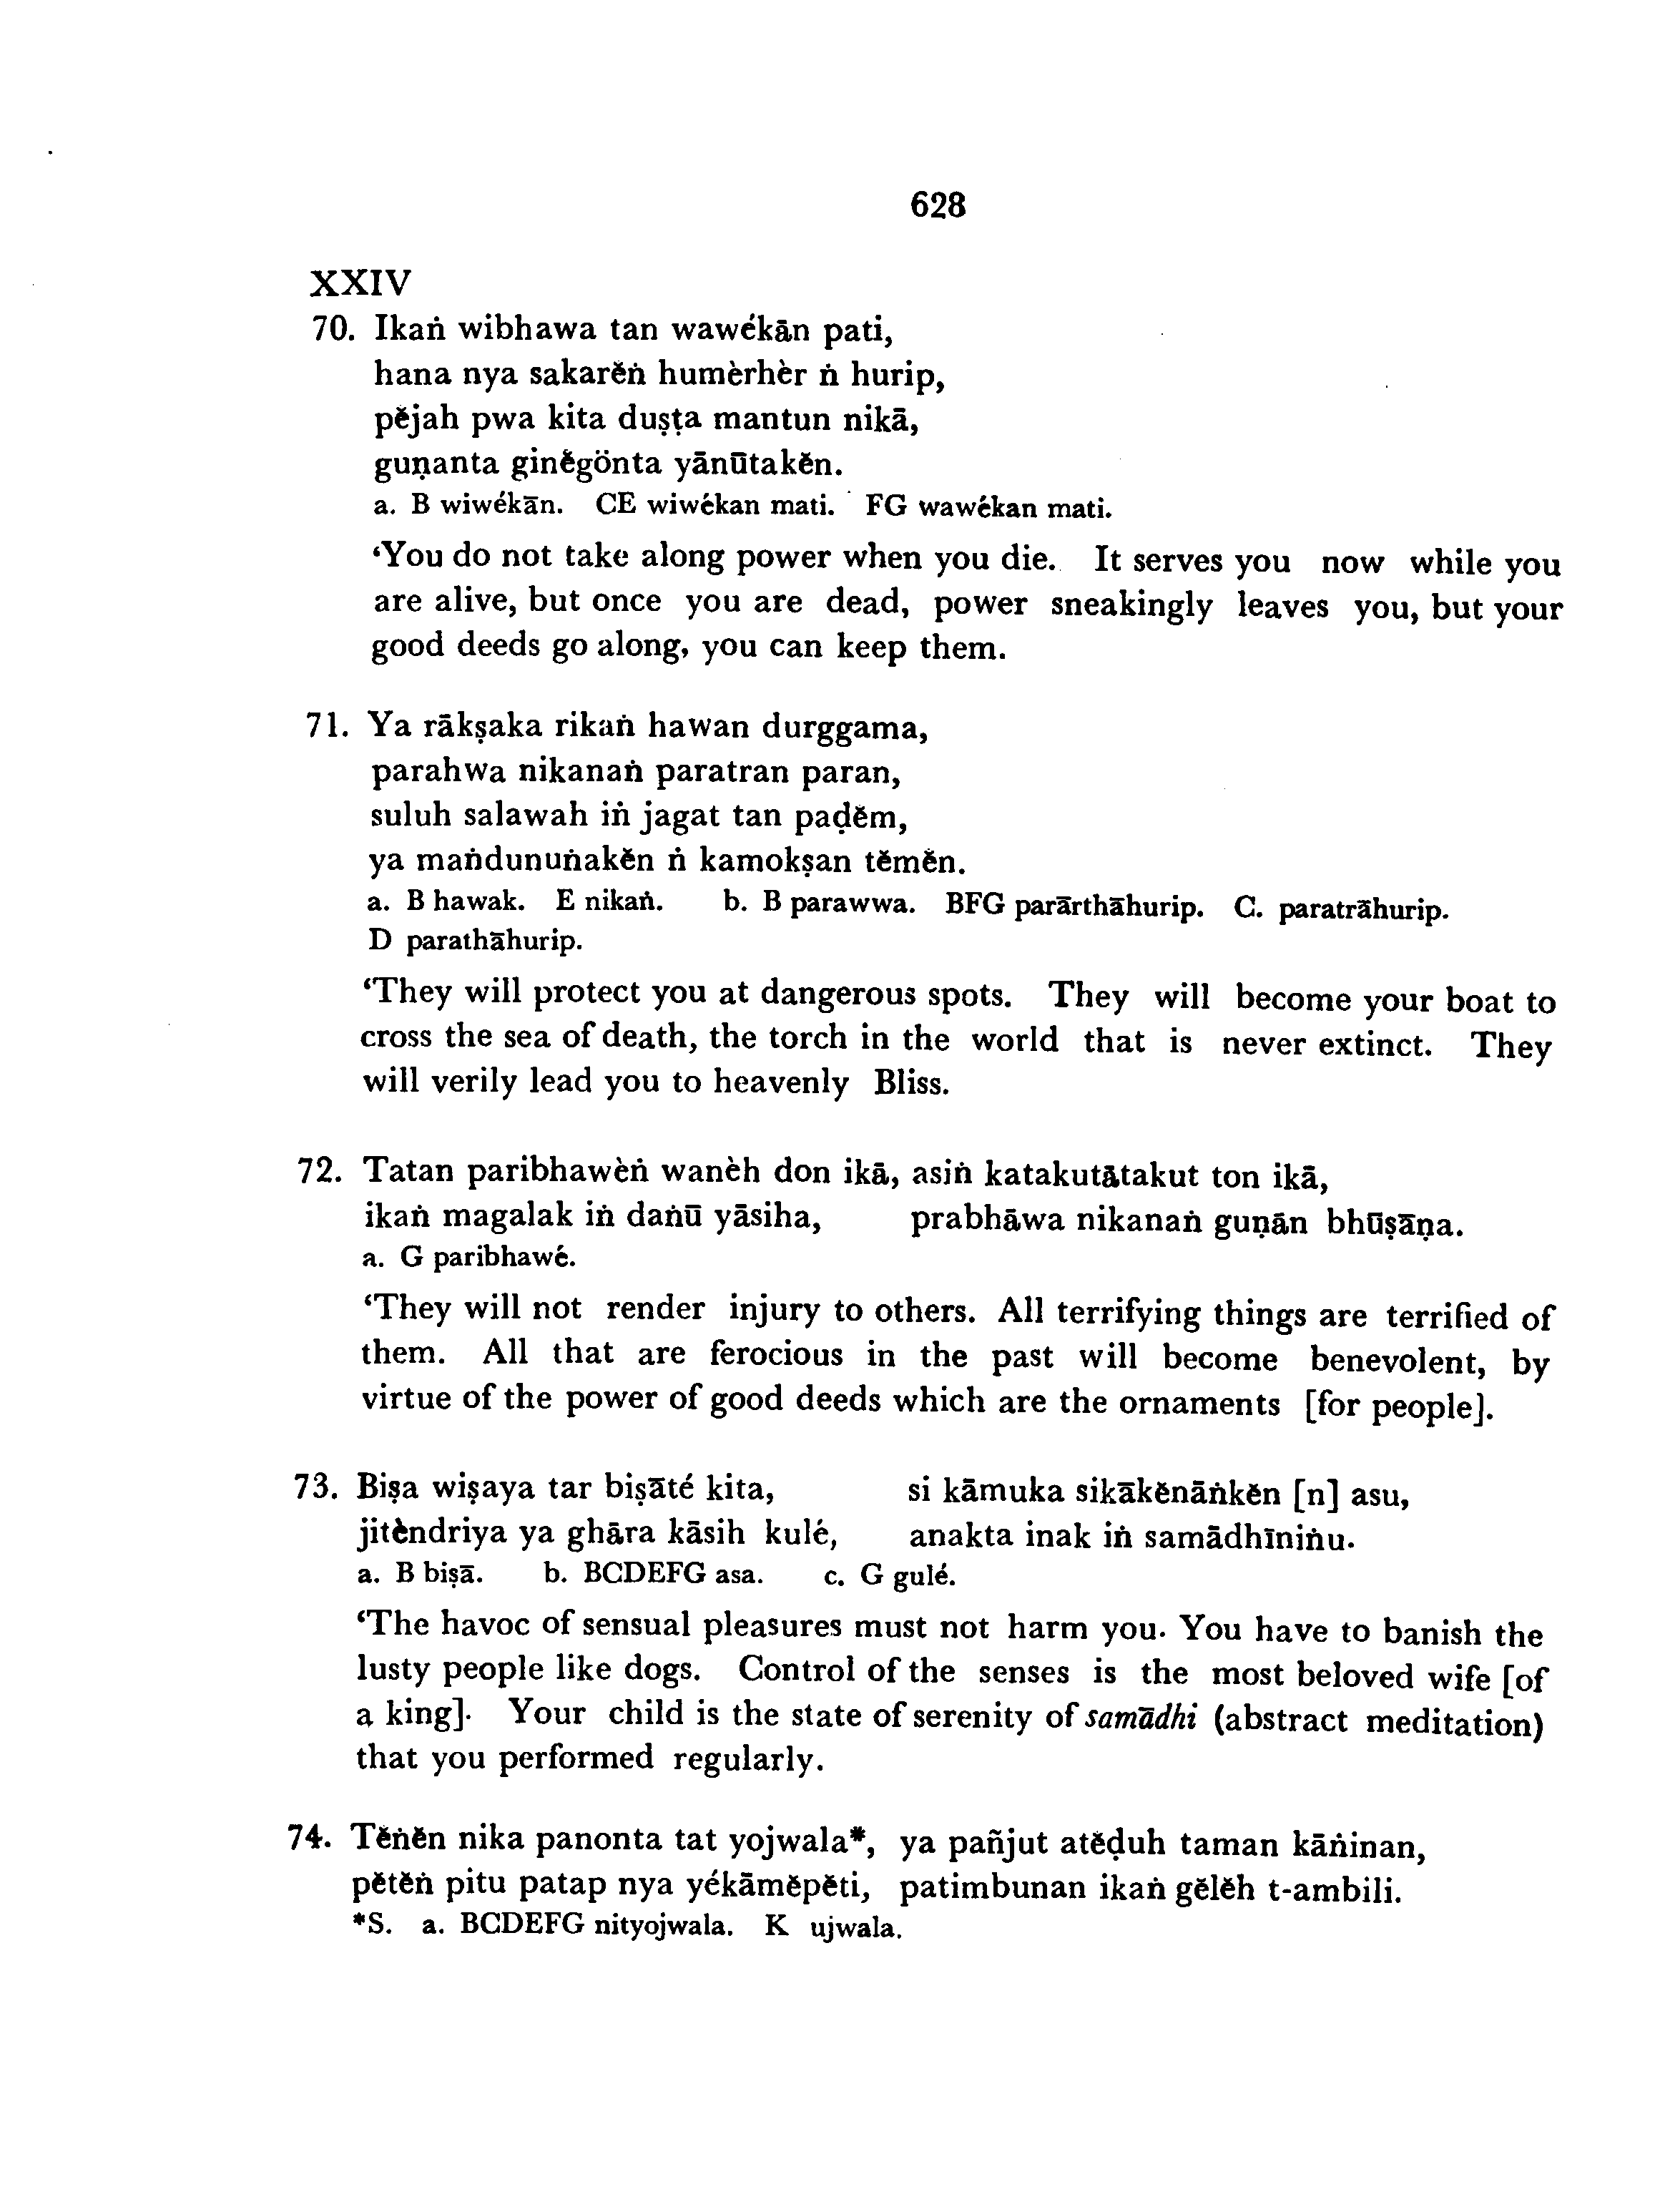 628
XXIV
70. Ikaṅ wibhawa tan wawékān pati,
hana nya sakarĕṅ humèrhèr ṅ hurip,
pĕjah pwa kita duṣṭa mantun nikā,
guṇanta ginĕgönta yānūtakĕn.
a. B wiwékān. CE wiwékan mati. FG wawékan mati.
‘You do not take along power when you die. It serves you now while you
are alive, but once you are dead, power sneakingly leaves you, but your
good deeds go along, you can keep them.
71. Ya rākṣaka rikaṅ hawan durggama,
parahwa nikanaṅ paratran paran,
suluh salawah iṅ jagat tan paḍĕm,
ya maṅdunuṅakĕn ṅ kamokṣan tĕmĕn.
a. B hawak. E nikaṅ. b. B parawwa. BFG parārthāhurip. C. paratrāhurip.
D parathāhurip.
‘They will protect you at dangerous spots. They will become your boat to
cross the sea of death, the torch in the world that is never extinct. They
will verily lead you to heavenly Bliss.
72. Tatan paribhawèṅ wanèh don ikā, asiṅ katakutātakut ton ikā,
ikaṅ magalak iṅ daṅū yāsiha, prabhāwa nikanaṅ guṇān bhūṣāṇa.
a. G paribhawé.
‘They will not render injury to others. All terrifying things are terrified of
them. All that are ferocious in the past will become benevolent, by
virtue of the power of good deeds which are the ornaments [for people].
73. Biṣa wiṣaya tar biṣāté kita, si kāmuka sikākĕnāṅkĕn [n] asu,
jitèndriya ya ghāra kāsih kulé, anakta inak iṅ samādhīniṅu.
a. B biṣā. b. BCDEFG asa. c. G gulé.
‘The havoc of sensual pleasures must not harm you. You have to banish the
lusty people like dogs. Control of the senses is the most beloved wife [of
a king]. Your child is the state of serenity of samādhi (abstract meditation)
that you performed regularly.
74. Tĕṅĕn nika panonta tat yojwala*, ya pañjut atĕḍuh taman kāṅinan,
pĕtĕṅ pitu patap nya yékāmĕpĕti, patimbunan ikaṅ gĕlĕh t-ambili.
*S. a. BCDEFG nityojwala. K ujwala.